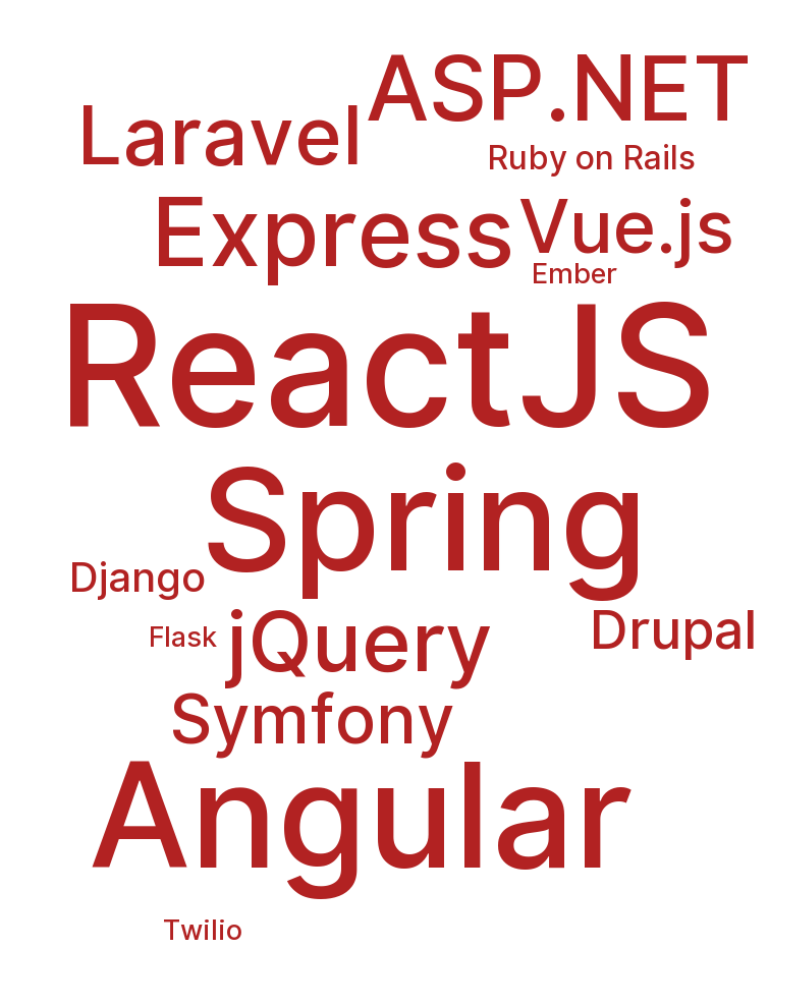 ASP.NET
Laravel
Ruby on Rails
Express
Vue.js
Ember
ReactJS
Spring
Django
Flask
jQuery
Drupal
Symfony
Angular
Twilio